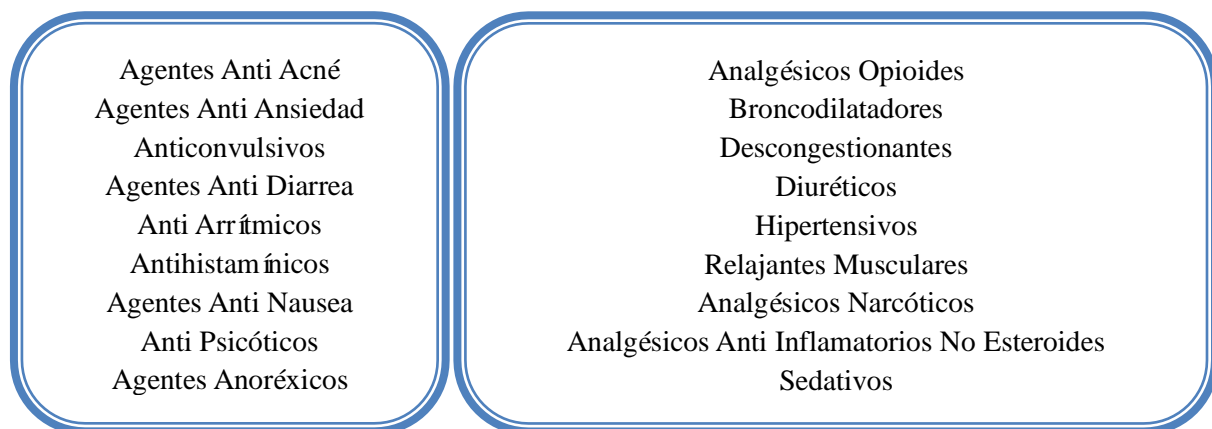 Agentes Anti Acné
Agentes Anti Ansiedad
Anticonvulsivos
Agentes Anti Diarrea
Anti Arrítmicos
Antihistamínicos
Agentes Anti Nausea
Anti Psicóticos
Agentes Anoréxicos
Analgésicos Opioides
Broncodilatadores
Descongestionantes
Diuréticos
Hipertensivos
Relajantes Musculares
Analgésicos Narcóticos
Analgésicos Anti Inflamatorios No Esteroides
Sedativos